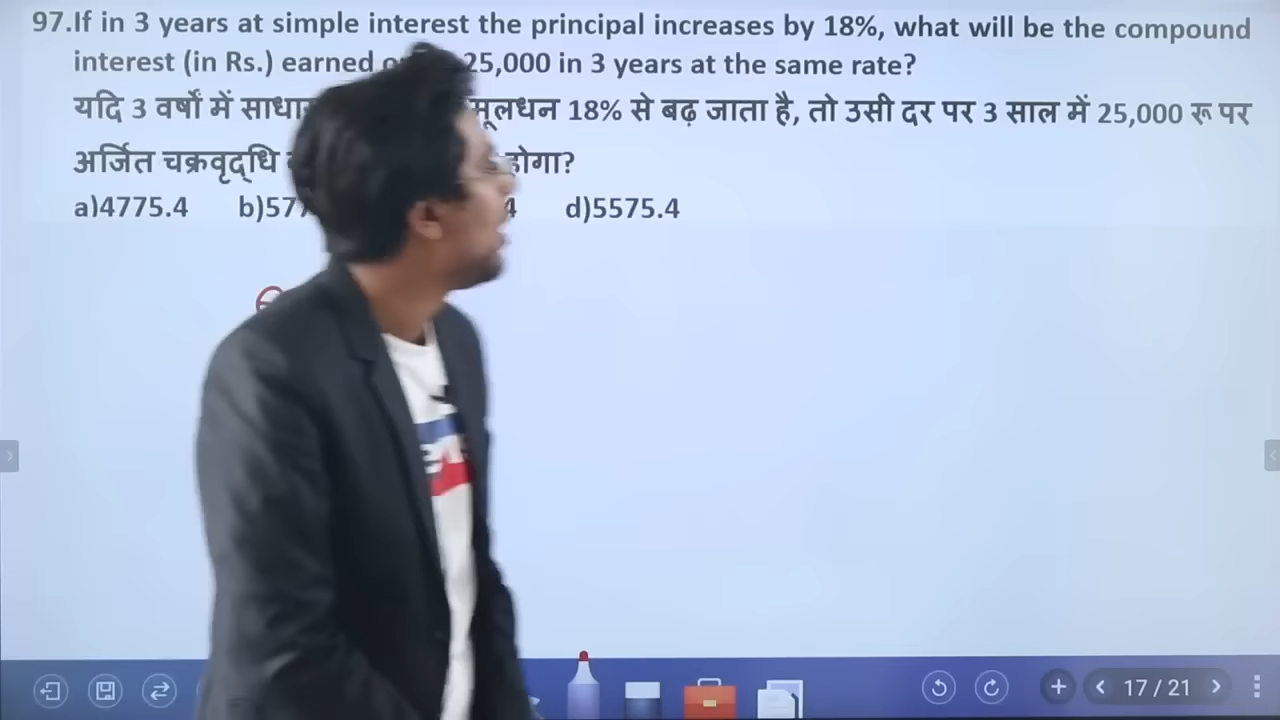 97.If in 3 years at simple interest the principal increases by 18%, what will be the compound
interest (in Rs.) earned 25,000 in 3 years at the same rate?
यदि 3 वर्षों में मूलधन 18% से बढ़ जाता है, तो उसी दर पर 3 साल में 25,000 रू पर
अर्जित चक्रवृद्धि होगा?
a)4775.4 d)5575.4
17 / 21